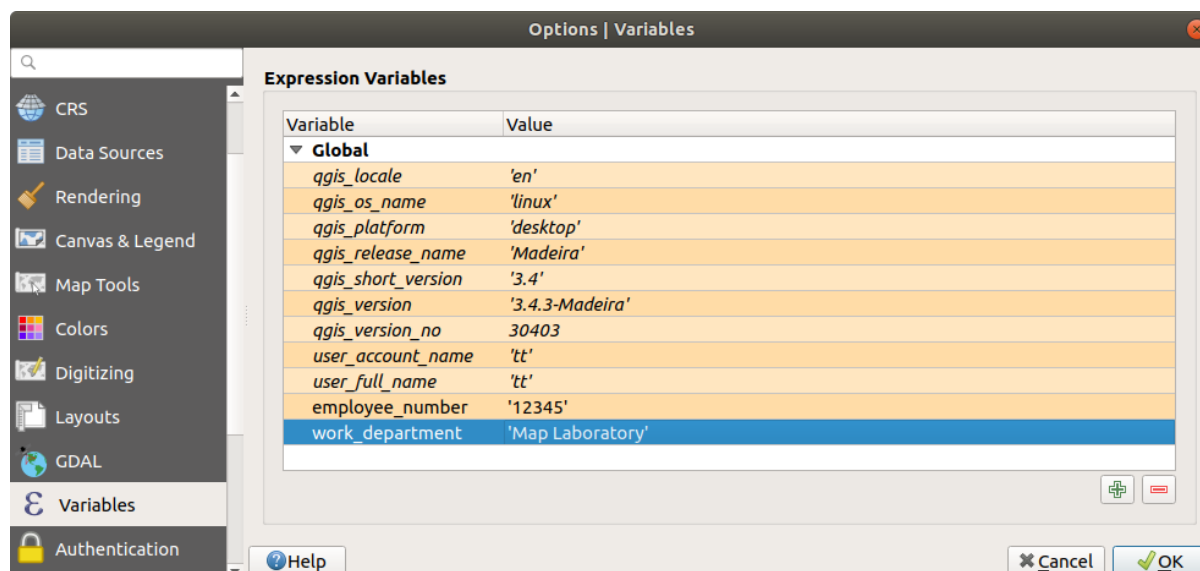 Options | Variables
CRS
Data Sources
Rendering
Canvas & Legend
Map Tools
Colors
Digitizing
Layouts
GDAL
ε Variables
Authentication
Expression Variables
Variable Value
Global
qgis_locale 'en'
qgis_os_name 'linux'
qgis_platform 'desktop'
qgis_release_name 'Madeira'
qgis_short_version '3.4'
qgis_version '3.4.3-Madeira'
qgis_version_no 30403
user_account_name 'tt'
user_full_name 'tt'
employee_number '12345'
work_department 'Map Laboratory'
Help Cancel OK